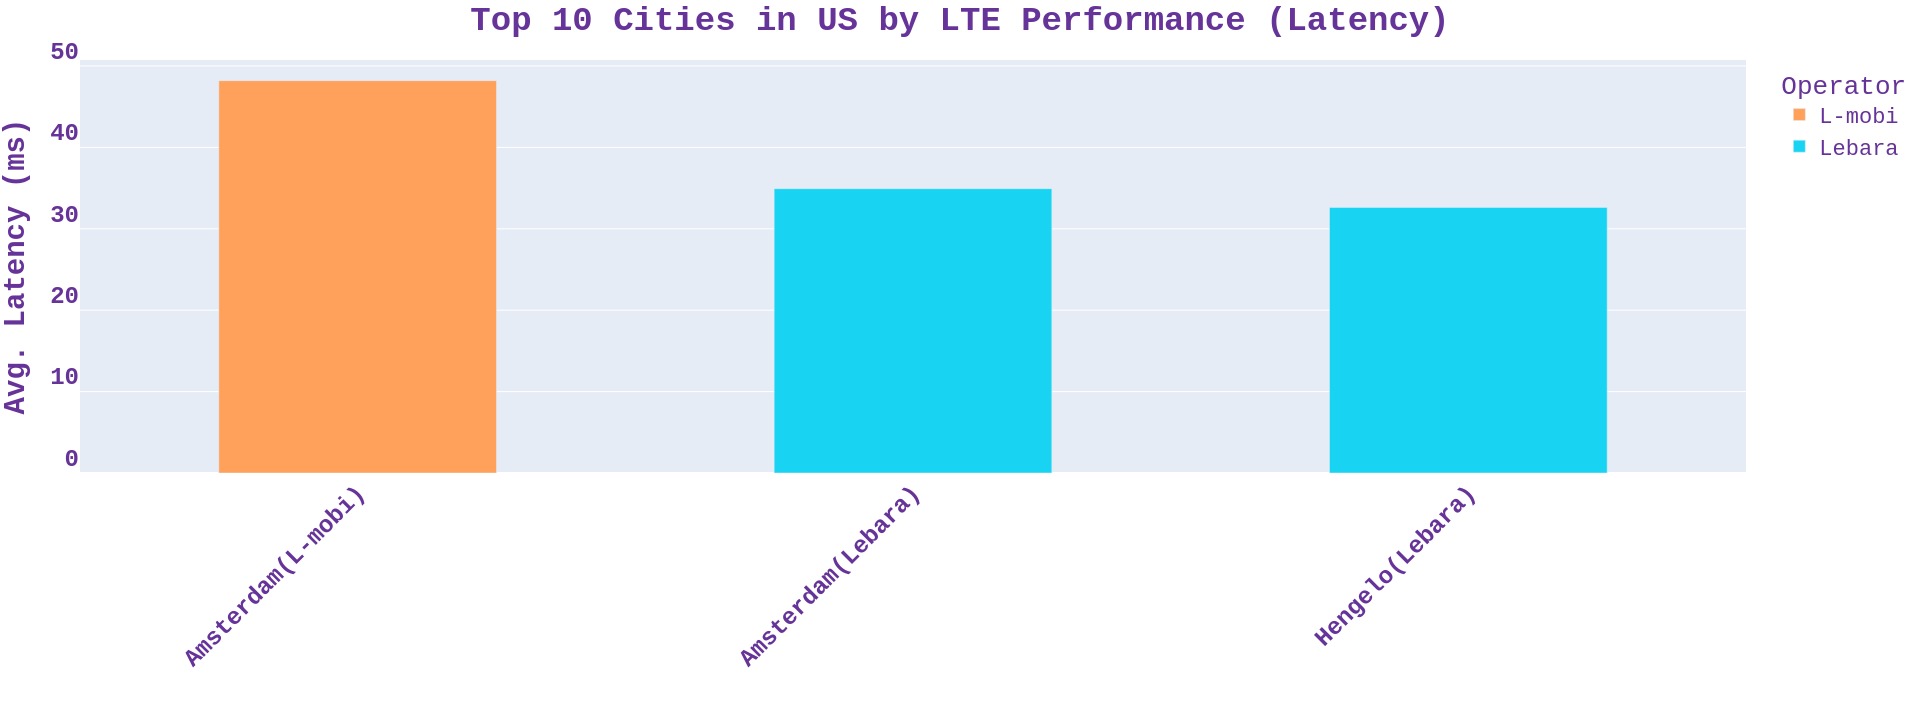 Top 10 Cities in US by LTE Performance (Latency)
Avg. Latency (ms)
50
40
30
20
10
0
Amsterdam(L-mobi)
Amsterdam(Lebara)
Hengelo(Lebara)
Operator
L-mobi
Lebara